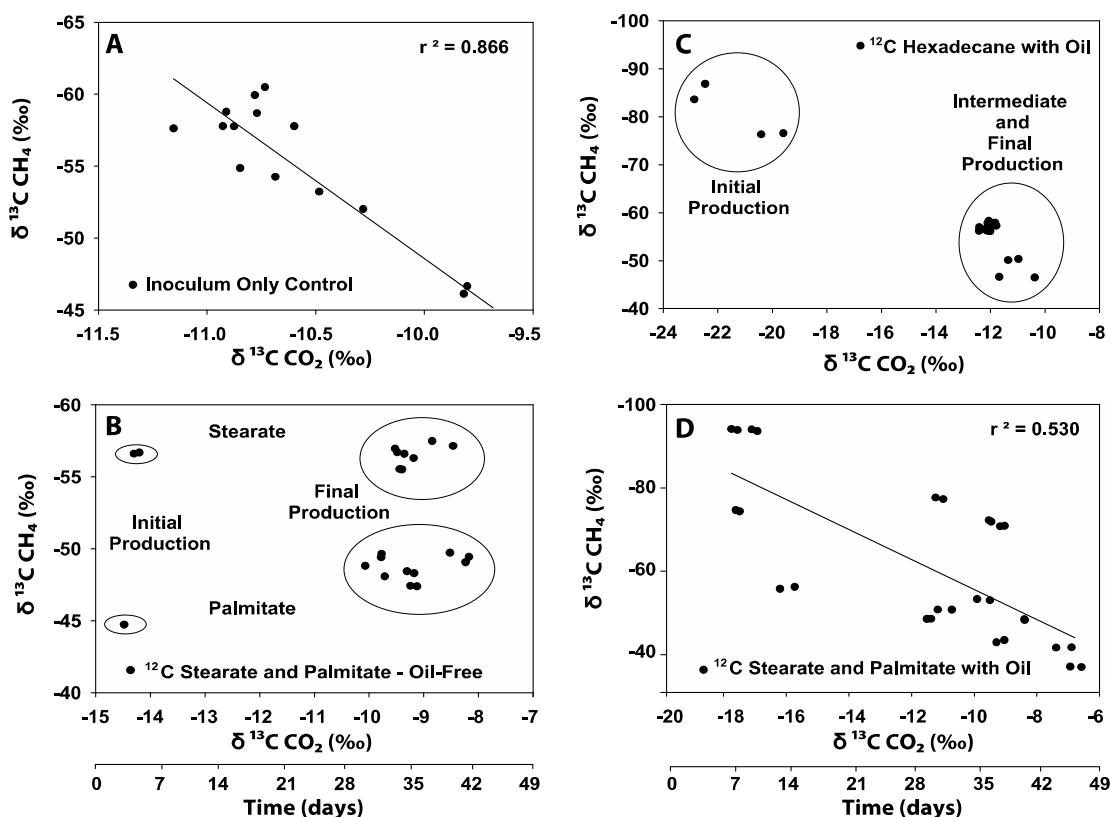 A
r ² = 0.866
-65
-60
-55
-50
-45
δ ¹³C CH₄ (‰)
Inoculum Only Control
-11.5
-11.0
-10.5
-10.0
-9.5
δ ¹³C CO₂ (‰)
C
¹²C Hexadecane with Oil
-100
-90
-80
-70
-60
-50
-40
δ ¹³C CH₄ (‰)
Initial
Production
Intermediate
and
Final
Production
-24
-22
-20
-18
-16
-14
-12
-10
-8
δ ¹³C CO₂ (‰)
B
Stearate
-60
-55
-50
-45
-40
δ ¹³C CH₄ (‰)
Initial
Production
Final
Production
Palmitate
¹²C Stearate and Palmitate - Oil-Free
-15
-14
-13
-12
-11
-10
-9
-8
-7
δ ¹³C CO₂ (‰)
0
7
14
21
28
35
42
49
Time (days)
D
r ² = 0.530
-100
-80
-60
-40
δ ¹³C CH₄ (‰)
¹²C Stearate and Palmitate with Oil
-20
-18
-16
-14
-12
-10
-8
-6
δ ¹³C CO₂ (‰)
0
7
14
21
28
35
42
49
Time (days)